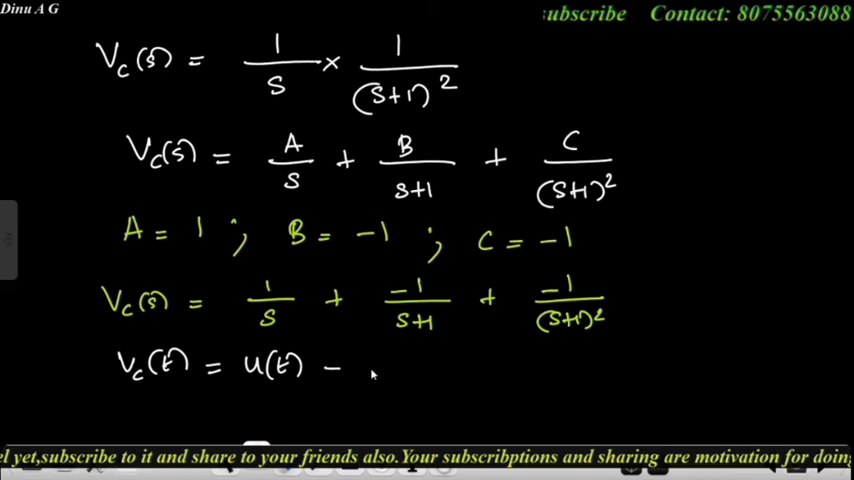 Dinu A G
ubscribe Contact: 8075563088
Vc(s) = 1/s × 1/(s+1)²
Vc(s) = A/s + B/s+1 + C/(s+1)²
A = 1 ; B = -1 ; C = -1
Vc(s) = 1/s + -1/s+1 + -1/(s+1)²
Vc(t) = u(t) -
el yet,subscribe to it and share to your friends also.Your subscribptions and sharing are motivation for doing